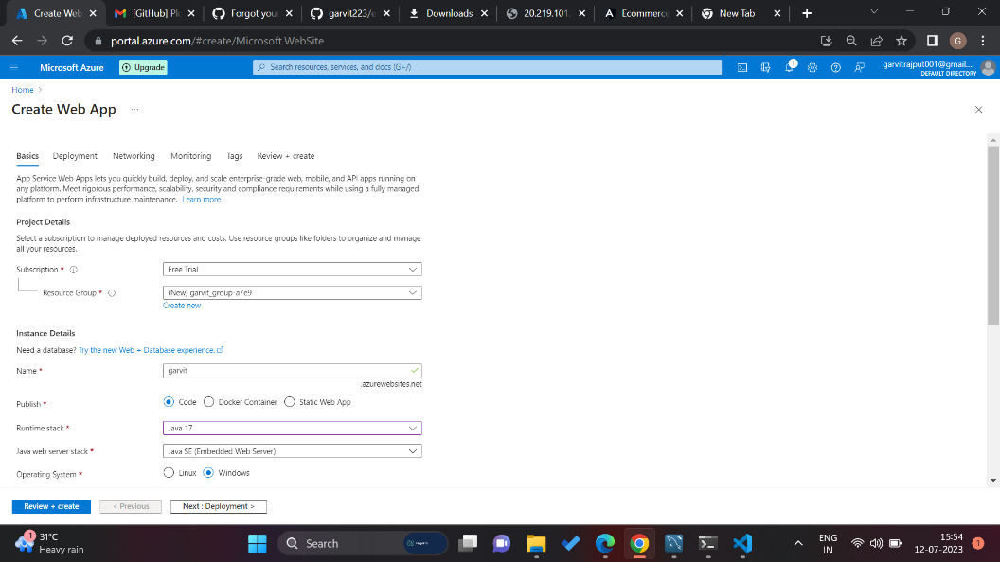 Create Web
[GitHub] Ple
Forgot your
garvit223/e
Downloads
20.219.101.
Ecommerce
New Tab
portal.azure.com/#create/Microsoft.WebSite
G
Microsoft Azure
Upgrade
Search resources, services, and docs (G+/)
1
garvitrajput001@gmail....
DEFAULT DIRECTORY
Home >
Create Web App ...
Basics Deployment Networking Monitoring Tags Review + create
App Service Web Apps lets you quickly build, deploy, and scale enterprise-grade web, mobile, and API apps running on
any platform. Meet rigorous performance, scalability, security and compliance requirements while using a fully managed
platform to perform infrastructure maintenance. Learn more
Project Details
Select a subscription to manage deployed resources and costs. Use resource groups like folders to organize and manage
all your resources.
Subscription * Free Trial
Resource Group * (New) garvit_group-a7e9
Create new
Instance Details
Need a database? Try the new Web + Database experience.
Name * garvit
.azurewebsites.net
Publish * Code Docker Container Static Web App
Runtime stack * Java 17
Java web server stack * Java SE (Embedded Web Server)
Operating System * Linux Windows
Review + create < Previous Next : Deployment >
1
31°C
Heavy rain
Search
ENG
IN
15:54
12-07-2023
1